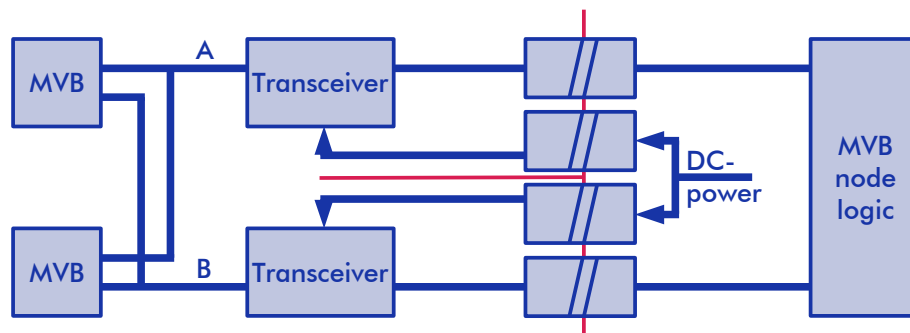 A
MVB
Transceiver
DC-
power
MVB
node
logic
MVB
B
Transceiver